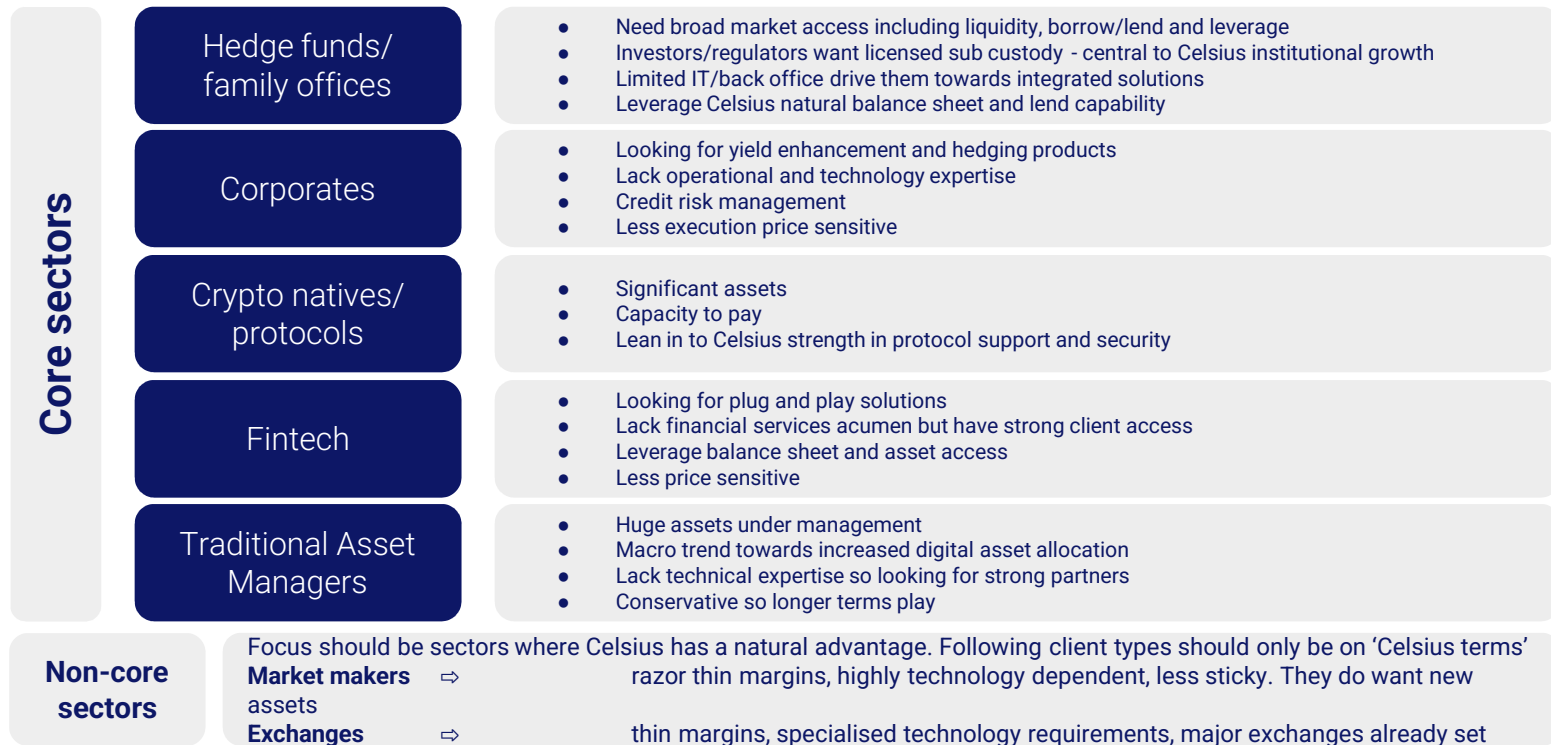 Core sectors
Hedge funds/
family offices
● Need broad market access including liquidity, borrow/lend and leverage
● Investors/regulators want licensed sub custody - central to Celsius institutional growth
● Limited IT/back office drive them towards integrated solutions
● Leverage Celsius natural balance sheet and lend capability
Corporates
● Looking for yield enhancement and hedging products
● Lack operational and technology expertise
● Credit risk management
● Less execution price sensitive
Crypto natives/
protocols
● Significant assets
● Capacity to pay
● Lean in to Celsius strength in protocol support and security
Fintech
● Looking for plug and play solutions
● Lack financial services acumen but have strong client access
● Leverage balance sheet and asset access
● Less price sensitive
Traditional Asset
Managers
● Huge assets under management
● Macro trend towards increased digital asset allocation
● Lack technical expertise so looking for strong partners
● Conservative so longer terms play
Non-core
sectors
Focus should be sectors where Celsius has a natural advantage. Following client types should only be on ‘Celsius terms’
Market makers ⇨ razor thin margins, highly technology dependent, less sticky. They do want new
assets
Exchanges ⇨ thin margins, specialised technology requirements, major exchanges already set